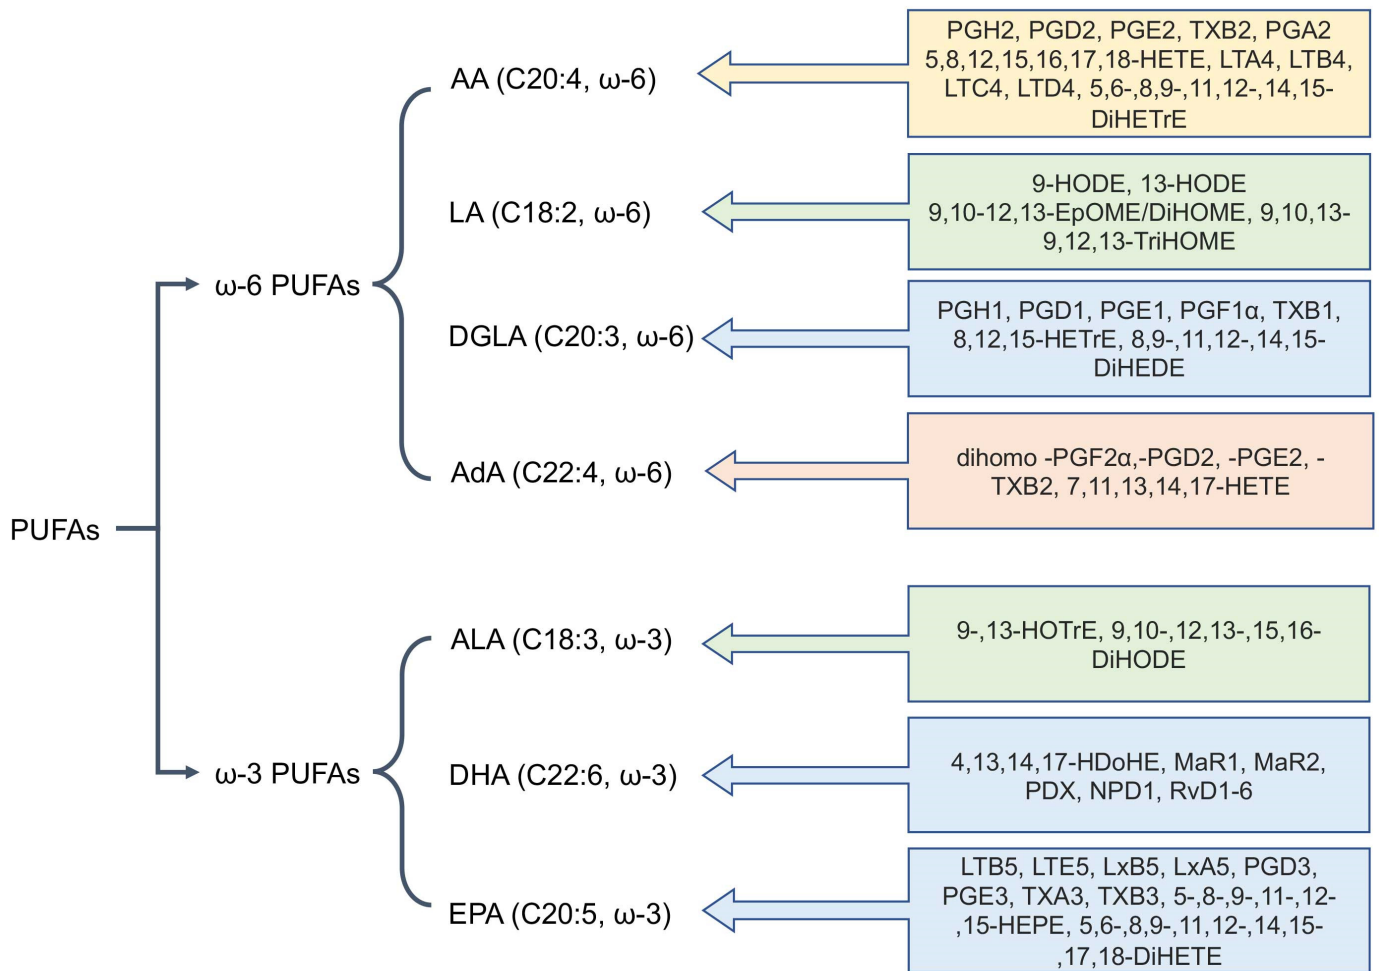 PGH2, PGD2, PGE2, TXB2, PGA2
5,8,12,15,16,17,18-HETE, LTA4, LTB4,
LTC4, LTD4, 5,6-,8,9-,11,12-,14,15-
DiHETrE
AA (C20:4, ω-6)
9-HODE, 13-HODE
9,10-12,13-EpOME/DiHOME, 9,10,13-
9,12,13-TriHOME
LA (C18:2, ω-6)
ω-6 PUFAs
PGH1, PGD1, PGE1, PGF1α, TXB1,
8,12,15-HETrE, 8,9-,11,12-,14,15-
DiHEDE
DGLA (C20:3, ω-6)
dihomo -PGF2α,-PGD2, -PGE2, -
TXB2, 7,11,13,14,17-HETE
AdA (C22:4, ω-6)
PUFAs
ALA (C18:3, ω-3)
9-,13-HOTrE, 9,10-,12,13-,15,16-
DiHODE
ω-3 PUFAs
DHA (C22:6, ω-3)
4,13,14,17-HDoHE, MaR1, MaR2,
PDX, NPD1, RvD1-6
EPA (C20:5, ω-3)
LTB5, LTE5, LxB5, LxA5, PGD3,
PGE3, TXA3, TXB3, 5-,8-,9-,11-,12-
,15-HEPE, 5,6-,8,9-,11,12-,14,15-
,17,18-DiHETE